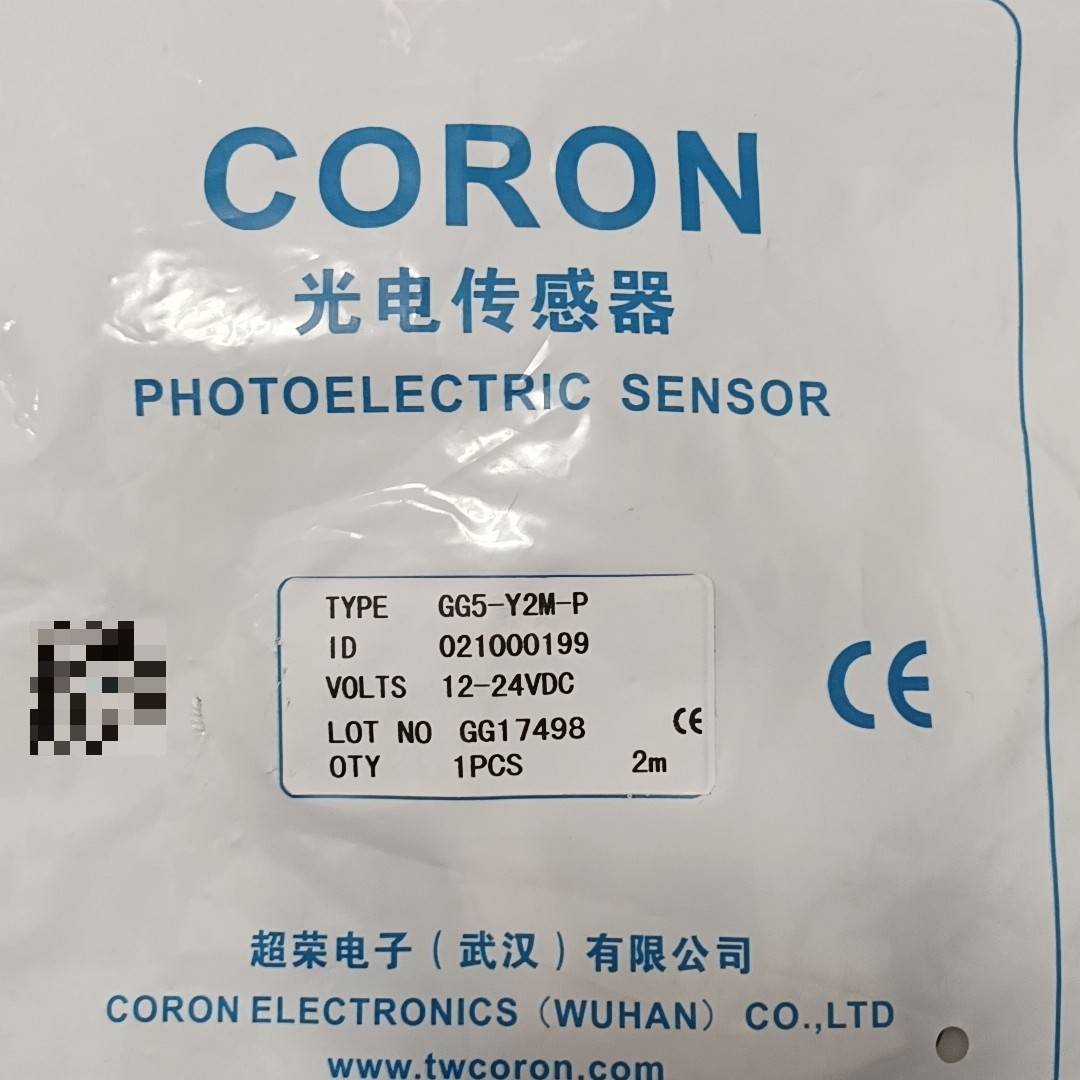 CORON
光电传感器
PHOTOELECTRIC SENSOR
TYPE GG5-Y2M-P
ID 021000199
VOLTS 12-24VDC
LOT NO GG17498 CE
QTY 1PCS 2m
CE
超荣电子（武汉）有限公司
CORON ELECTRONICS（WUHAN）CO.,LTD
www.twcoron.com